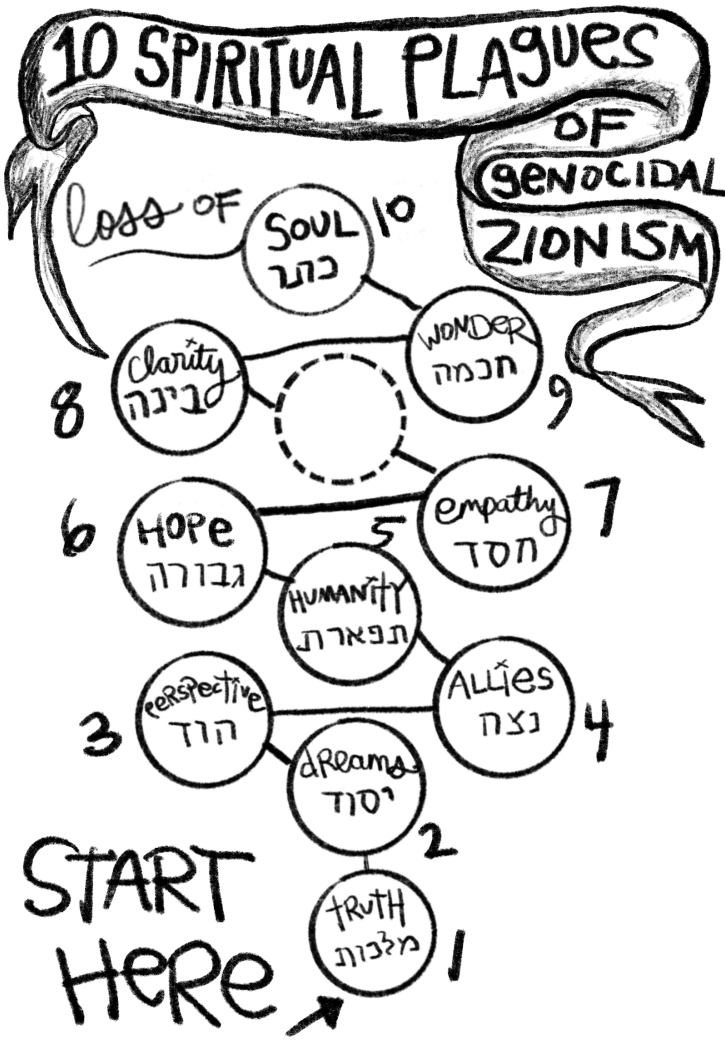 10 SPIRITUAL PLAGUES
OF
GENOCIDAL
ZIONISM
loss OF
SOUL
כתר
10
WONDER
חכמה
9
clarity
בינה
8
empathy
חסד
7
HOPE
גבורה
6
5
HUMANITY
תפארת
ALLIES
נצח
4
PERSPECTIVE
הוד
3
dreams
יסוד
2
TRUTH
מלכות
1
START
HERE